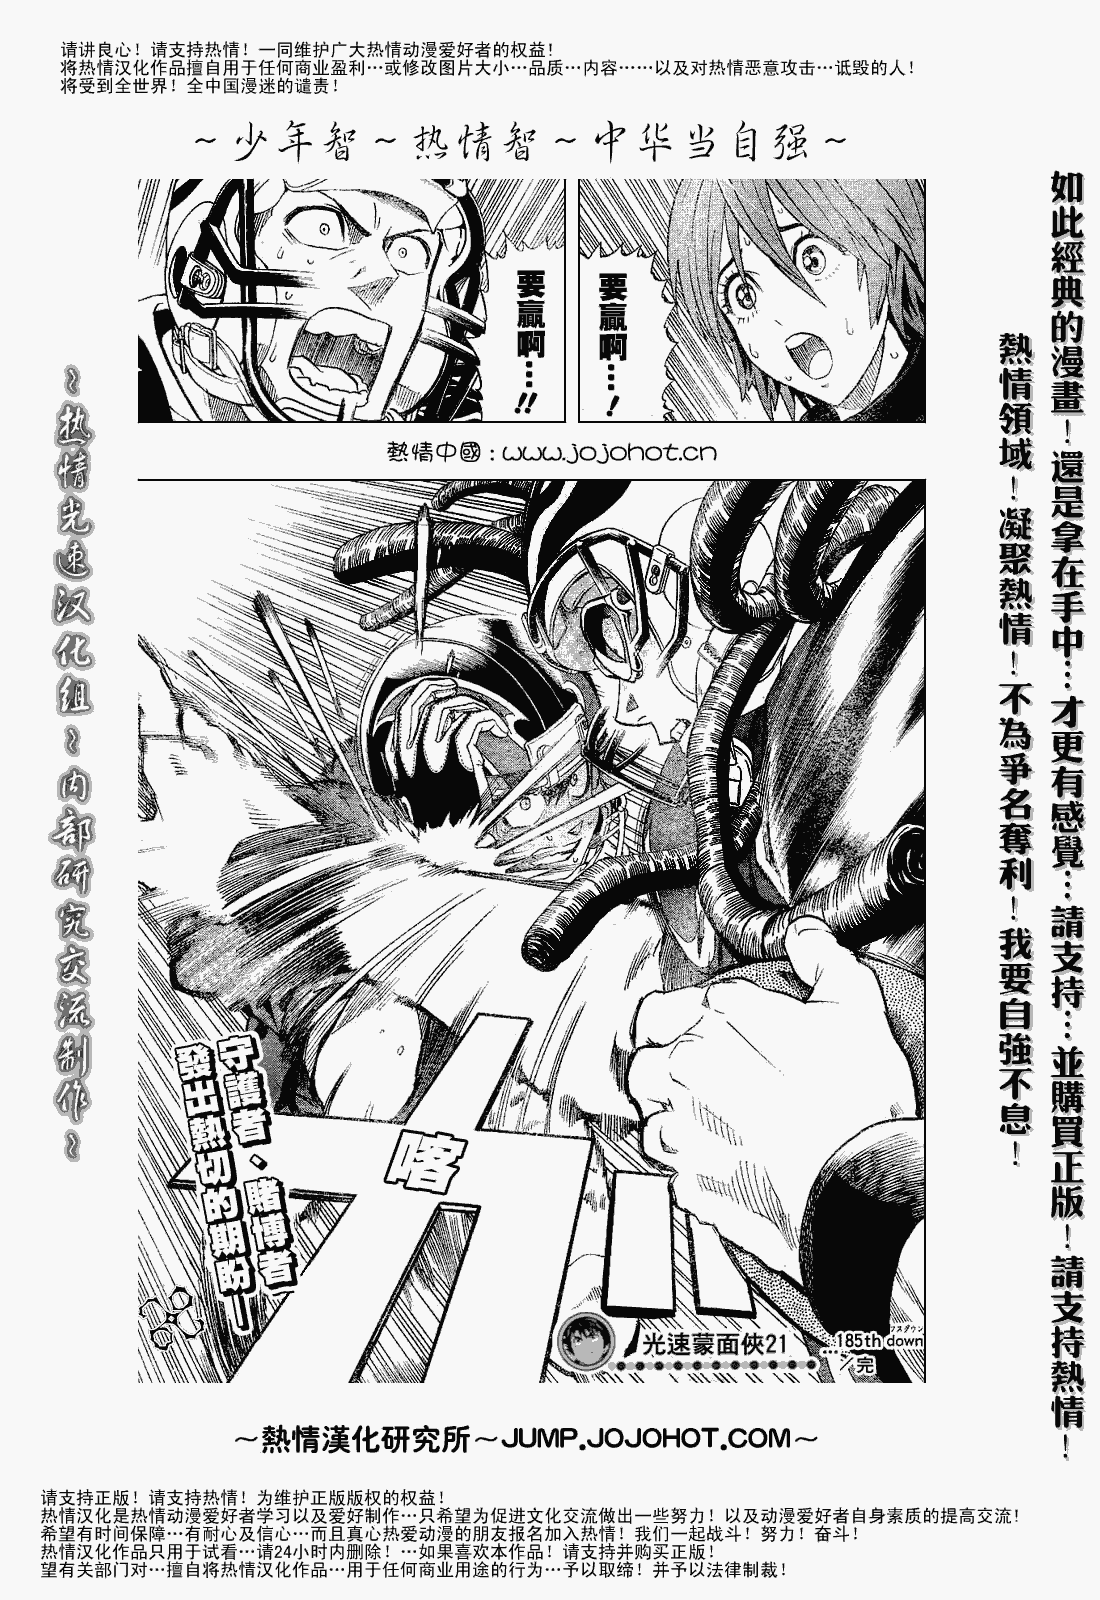 请讲良心！请支持热情！一同维护广大热情动漫爱好者的权益！
将热情汉化作品擅自用于任何商业盈利…或修改图片大小…品质…内容……以及对热情恶意攻击…诋毁的人！
将受到全世界！全中国漫迷的谴责！
～少年智～热情智～中华当自强～
如此經典的漫畫！還是拿在手中…才更有感覺…請支持…並購買正版！請支持熱情！
熱情領域！凝聚熱情！不為爭名奪利！我要自強不息！
要贏啊…！
要贏啊…!!
熱情中國：www.jojohot.cn
～热情光速汉化组～内部研究交流制作～
喀
守護者、賭博者
發出熱切的期盼—
光速蒙面俠21
…185th down
…／完
～熱情漢化研究所～JUMP.JOJOHOT.COM～
请支持正版！请支持热情！为维护正版版权的权益！
热情汉化是热情动漫爱好者学习以及爱好制作…只希望为促进文化交流做出一些努力！以及动漫爱好者自身素质的提高交流！
希望有时间保障…有耐心及信心…而且真心热爱动漫的朋友报名加入热情！我们一起战斗！努力！奋斗！
热情汉化作品只用于试看…请24小时内删除！…如果喜欢本作品！请支持并购买正版！
望有关部门对…擅自将热情汉化作品…用于任何商业用途的行为…予以取缔！并予以法律制裁！